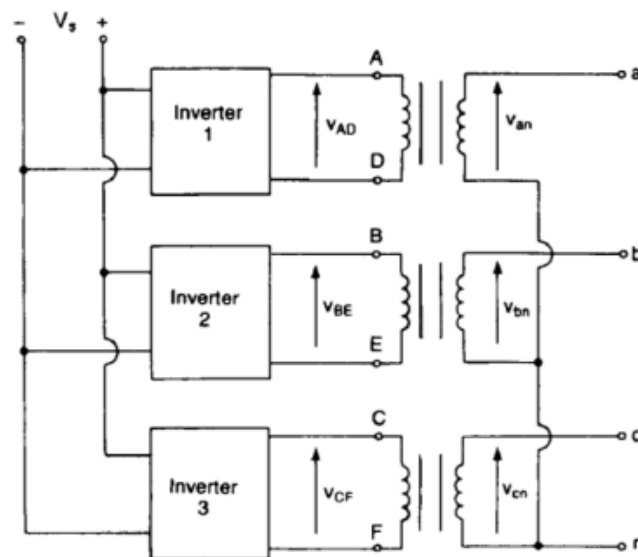 − V_s +
A
Inverter
1
v_AD
v_an
a
D
B
Inverter
2
v_BE
v_bn
b
E
C
Inverter
3
v_CF
v_cn
c
F
n